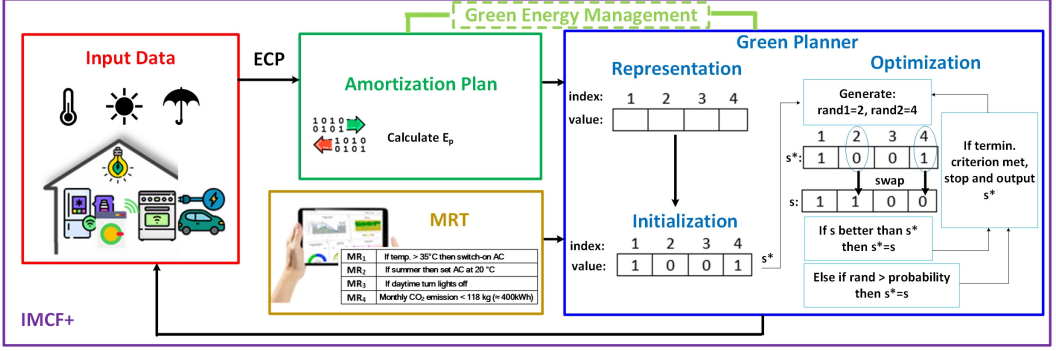 Green Energy Management
Input Data
ECP
Amortization Plan
1010
0101
1010
0101
Calculate Ep
MRT
MR1 If temp. > 35°C then switch-on AC
MR2 If summer then set AC at 20 °C
MR3 If daytime turn lights off
MR4 Monthly CO2 emission < 118 kg (≈ 400kWh)
Green Planner
Representation
index: 1 2 3 4
value:
Initialization
index: 1 2 3 4
value: 1 0 0 1
s*
Optimization
Generate:
rand1=2, rand2=4
1 2 3 4
s*: 1 0 0 1
swap
s: 1 1 0 0
If s better than s*
then s*=s
Else if rand > probability
then s*=s
If termin.
criterion met,
stop and output
s*
IMCF+